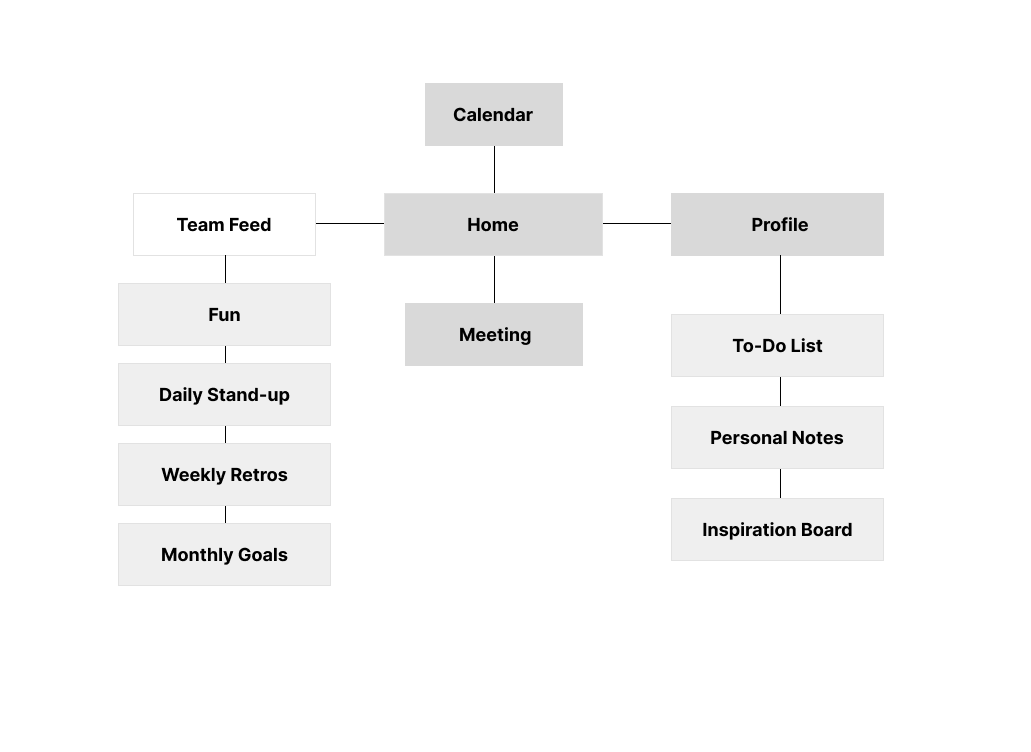 Calendar
Team Feed
Home
Profile
Fun
Meeting
To-Do List
Daily Stand-up
Personal Notes
Weekly Retros
Inspiration Board
Monthly Goals